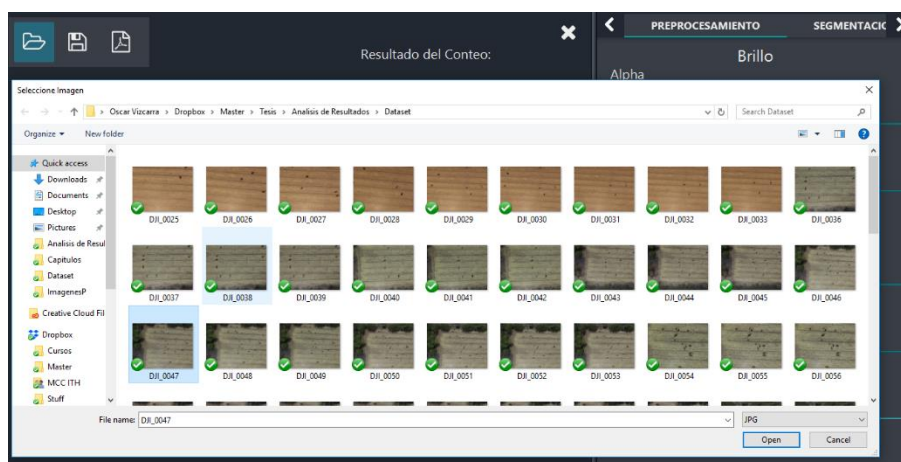 PREPROCESAMIENTO SEGMENTACIC
Resultado del Conteo:
Brillo
Alpha
Seleccione Imagen
Oscar Vizcarra > Dropbox > Master > Tesis > Analisis de Resultados > Dataset
Search Dataset
Organize New folder
Quick access
Downloads
Documents
Desktop
Pictures
Analisis de Resul
Capitulos
Dataset
ImagenesP
Creative Cloud Fil
Dropbox
Cursos
Master
MCC ITH
Stuff
DJI_0025 DJI_0026 DJI_0027 DJI_0028 DJI_0029 DJI_0030 DJI_0031 DJI_0032 DJI_0033 DJI_0036
DJI_0037 DJI_0038 DJI_0039 DJI_0040 DJI_0041 DJI_0042 DJI_0043 DJI_0044 DJI_0045 DJI_0046
DJI_0047 DJI_0048 DJI_0049 DJI_0050 DJI_0051 DJI_0052 DJI_0053 DJI_0054 DJI_0055 DJI_0056
File name: DJI_0047 JPG
Open Cancel